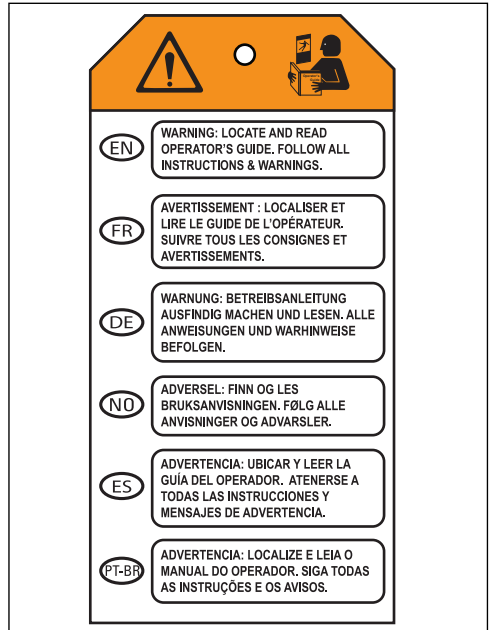 Operator's
Guide
EN
WARNING: LOCATE AND READ
OPERATOR'S GUIDE. FOLLOW ALL
INSTRUCTIONS & WARNINGS.
FR
AVERTISSEMENT : LOCALISER ET
LIRE LE GUIDE DE L'OPÉRATEUR.
SUIVRE TOUS LES CONSIGNES ET
AVERTISSEMENTS.
DE
WARNUNG: BETREIBSANLEITUNG
AUSFINDIG MACHEN UND LESEN. ALLE
ANWEISUNGEN UND WARHINWEISE
BEFOLGEN.
NO
ADVERSEL: FINN OG LES
BRUKSANVISNINGEN. FØLG ALLE
ANVISNINGER OG ADVARSLER.
ES
ADVERTENCIA: UBICAR Y LEER LA
GUÍA DEL OPERADOR. ATENERSE A
TODAS LAS INSTRUCCIONES Y
MENSAJES DE ADVERTENCIA.
PT-BR
ADVERTENCIA: LOCALIZE E LEIA O
MANUAL DO OPERADOR. SIGA TODAS
AS INSTRUÇÕES E OS AVISOS.